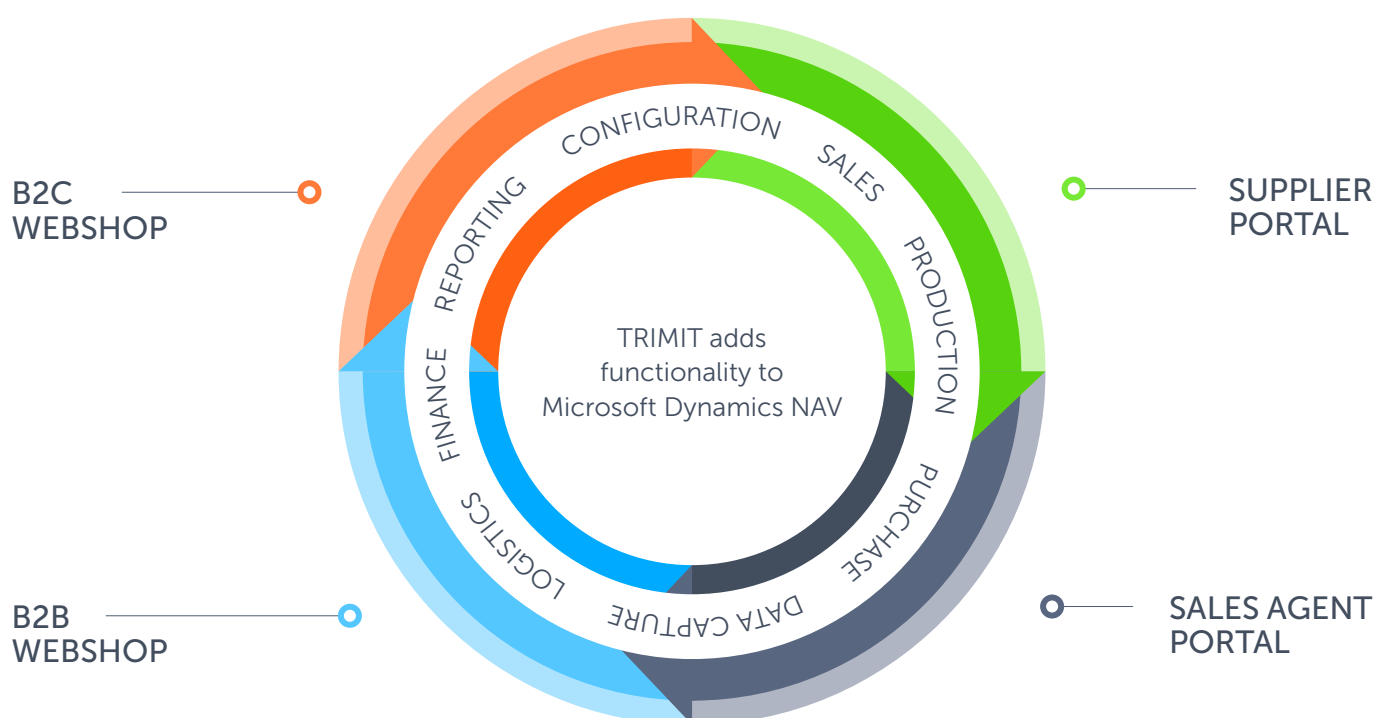 CONFIGURATION
SALES
PRODUCTION
PURCHASE
DATA CAPTURE
LOGISTICS
FINANCE
REPORTING
B2C
WEBSHOP
SUPPLIER
PORTAL
TRIMIT adds
functionality to
Microsoft Dynamics NAV
B2B
WEBSHOP
SALES AGENT
PORTAL